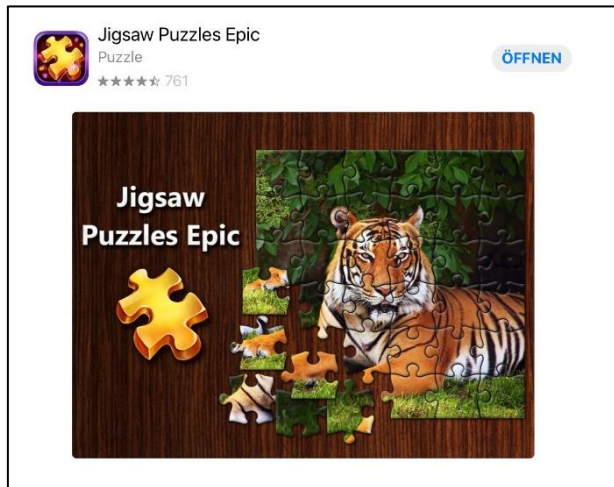 Jigsaw Puzzles Epic
Puzzle
761
ÖFFNEN
Jigsaw
Puzzles Epic